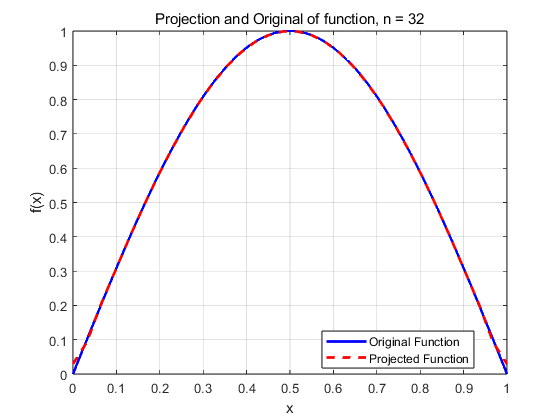 Projection and Original of function, n = 32
1
0.9
0.8
0.7
0.6
0.5
0.4
0.3
0.2
0.1
0
f(x)
Original Function
Projected Function
0 0.1 0.2 0.3 0.4 0.5 0.6 0.7 0.8 0.9 1
x